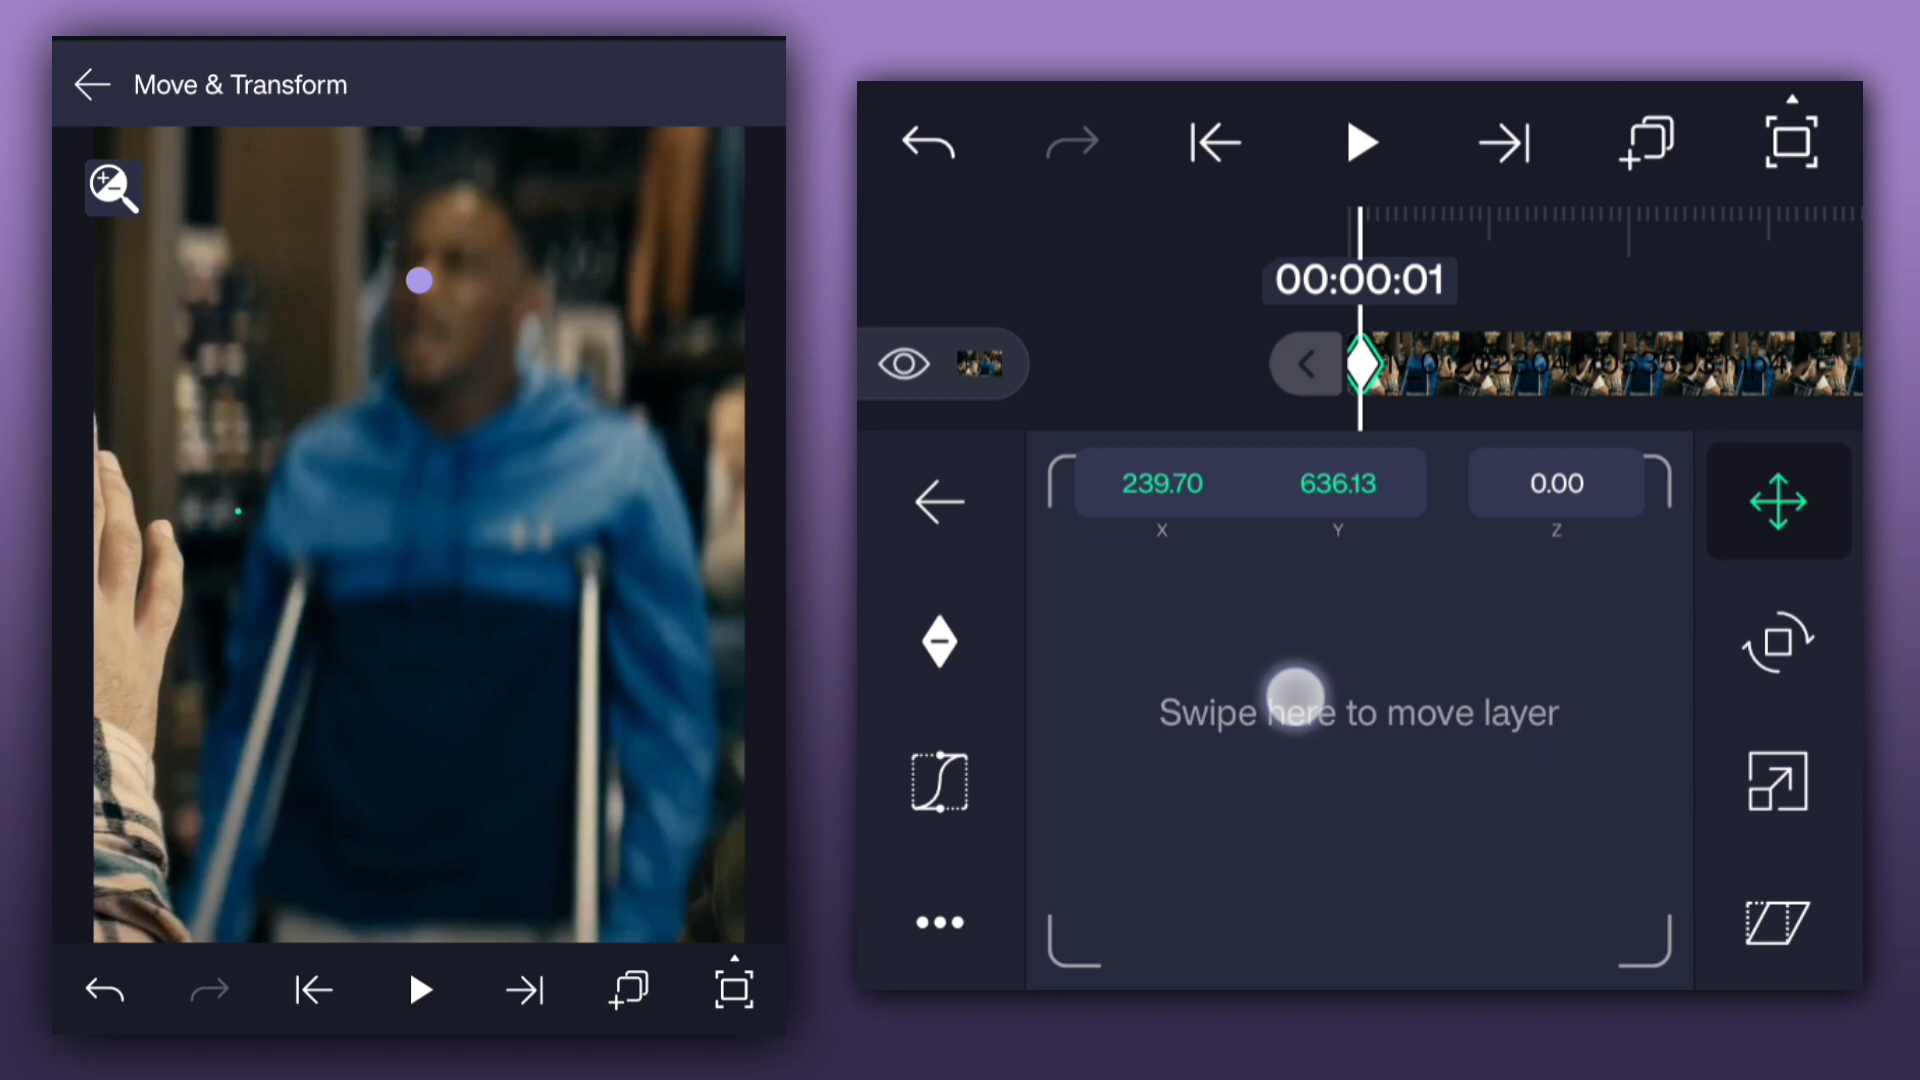 Move & Transform
00:00:01
239.70 636.13 0.00
X Y Z
Swipe here to move layer